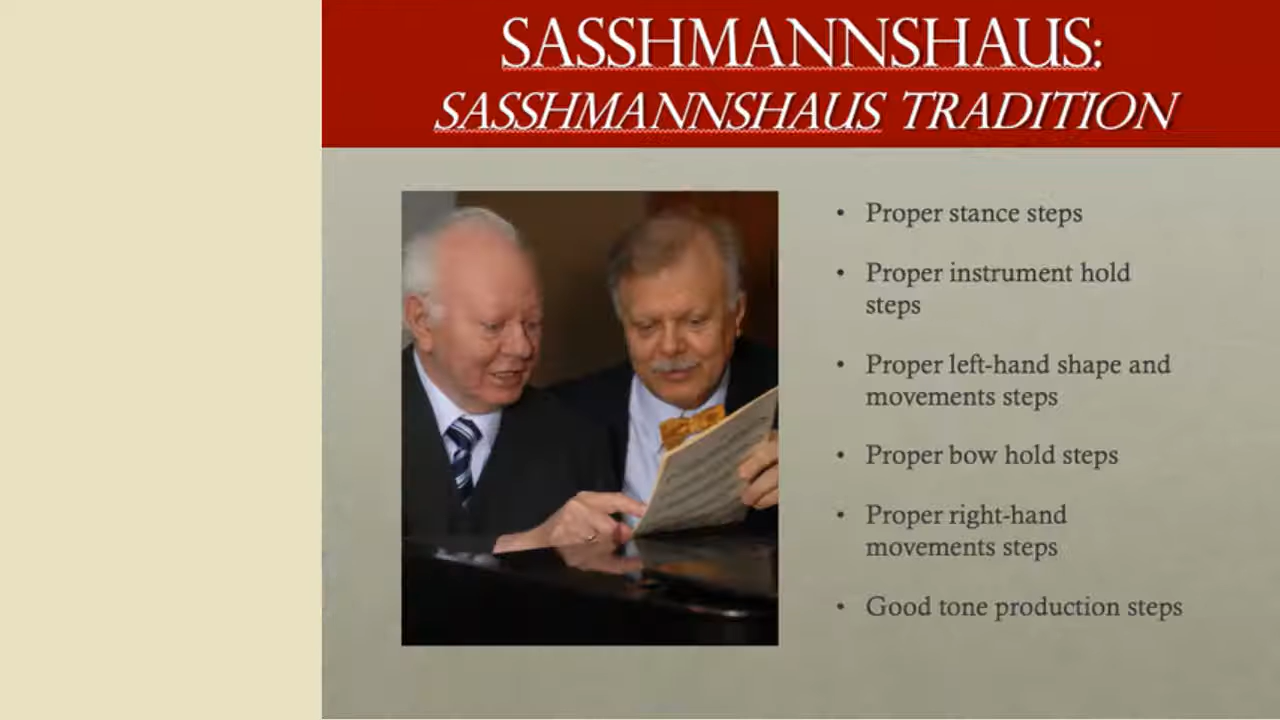 SASSHMANNSHAUS:
SASSHMANNSHAUS TRADITION
• Proper stance steps
• Proper instrument hold
steps
• Proper left-hand shape and
movements steps
• Proper bow hold steps
• Proper right-hand
movements steps
• Good tone production steps